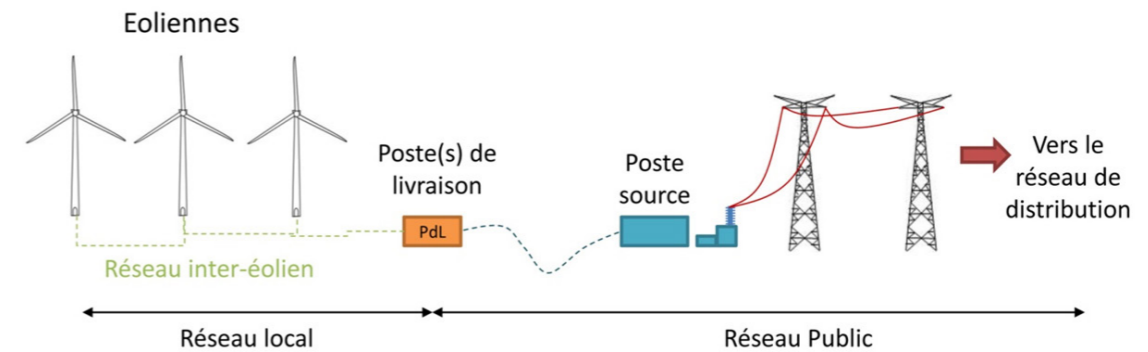 Eoliennes
Poste(s) de
livraison
PdL
Poste
source
Vers le
réseau de
distribution
Réseau inter-éolien
Réseau local
Réseau Public